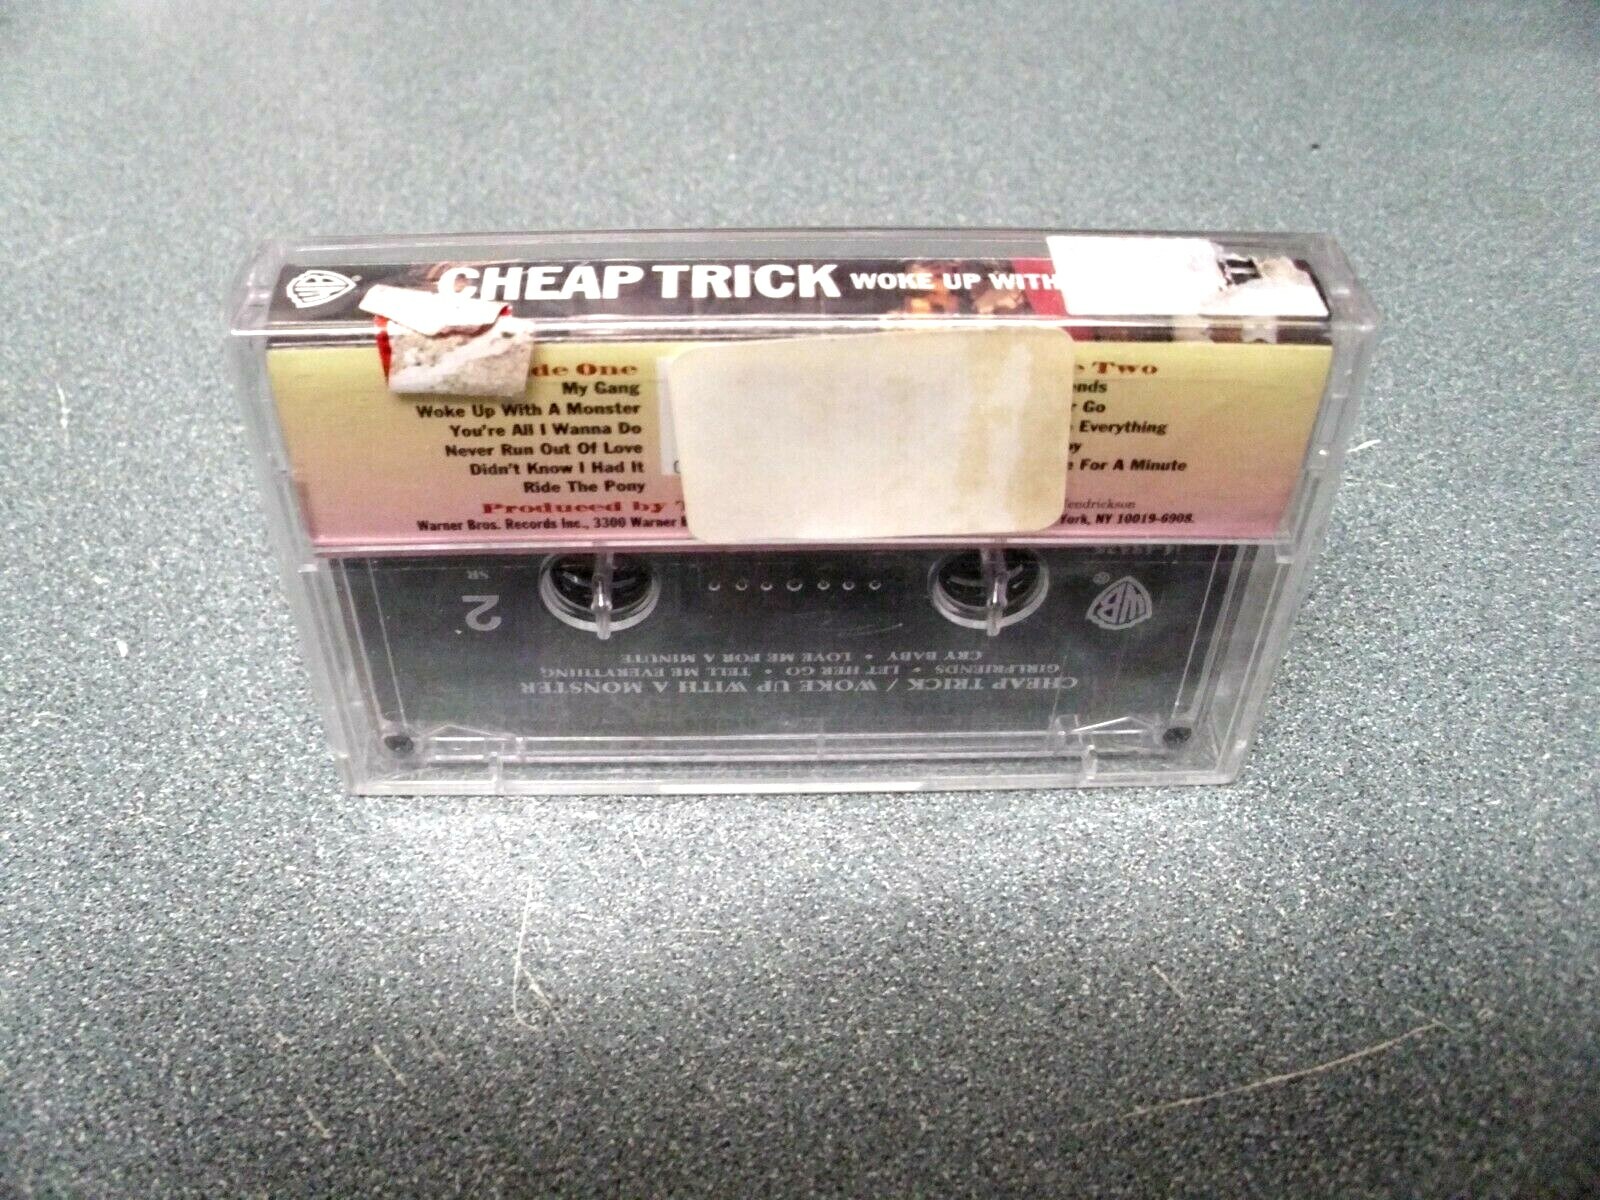 CHEAP TRICK WOKE UP WITH
One
My Gang
Woke Up With A Monster
You're All I Wanna Do
Never Run Out Of Love
Didn't Know I Had It
Ride The Pony
Produced by
Warner Bros. Records Inc., 3300 Warner
Two
Go
Everything
For A Minute
NY 10019-6908.
WB ®
2
SR
CHEAP TRICK / WOKE UP WITH A MONSTER
GIRLFRIENDS • LET HER GO • TELL ME EVERYTHING
CRY BABY • LOVE ME FOR A MINUTE